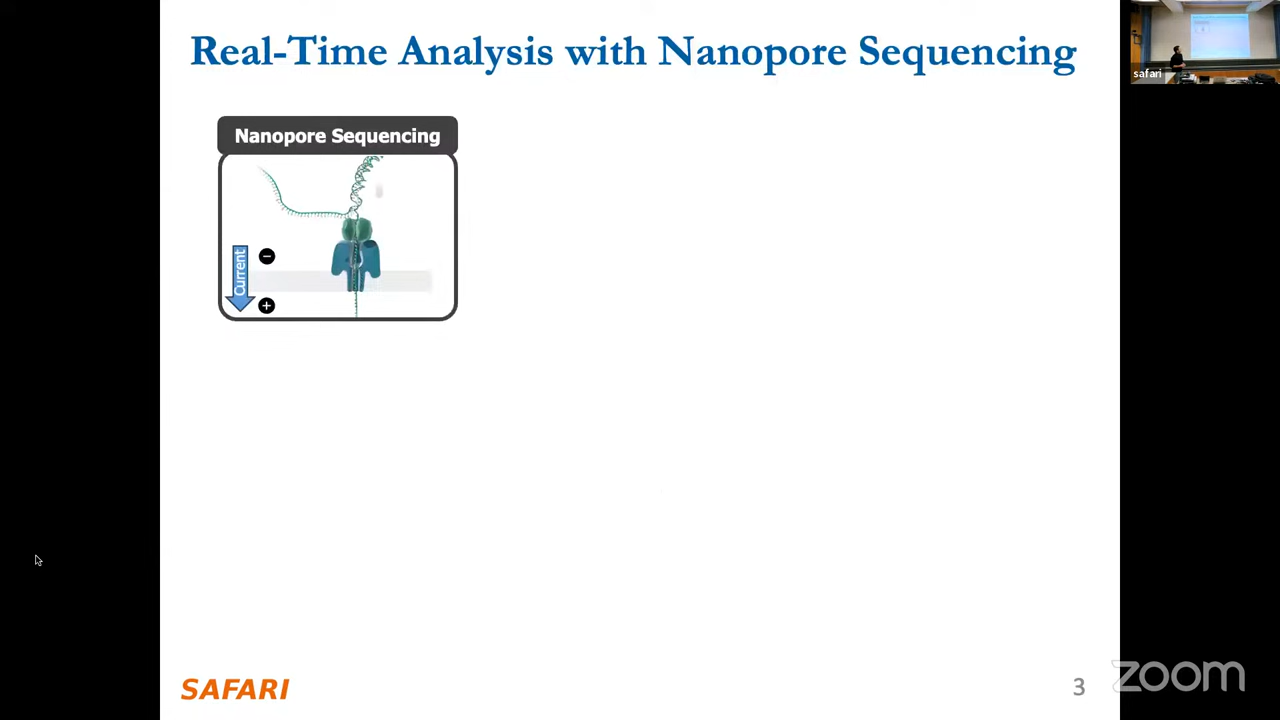 Real-Time Analysis with Nanopore Sequencing
safari
Nanopore Sequencing
Current
−
+
SAFARI
3
zoom